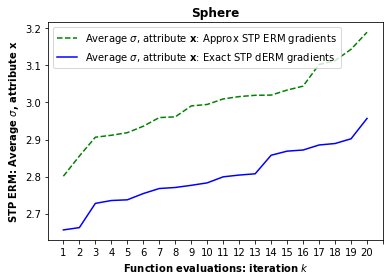 Sphere
Average σ, attribute x: Approx STP ERM gradients
Average σ, attribute x: Exact STP dERM gradients
STP ERM: Average σ, attribute x
3.2
3.1
3.0
2.9
2.8
2.7
1 2 3 4 5 6 7 8 9 10 11 12 13 14 15 16 17 18 19 20
Function evaluations: iteration k